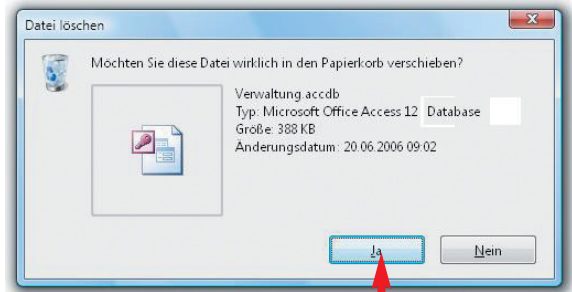 Datei löschen
Möchten Sie diese Datei wirklich in den Papierkorb verschieben?
Verwaltung.accdb
Typ: Microsoft Office Access 12 Database
Größe: 388 KB
Änderungsdatum: 20.06.2006 09:02
Ja
Nein